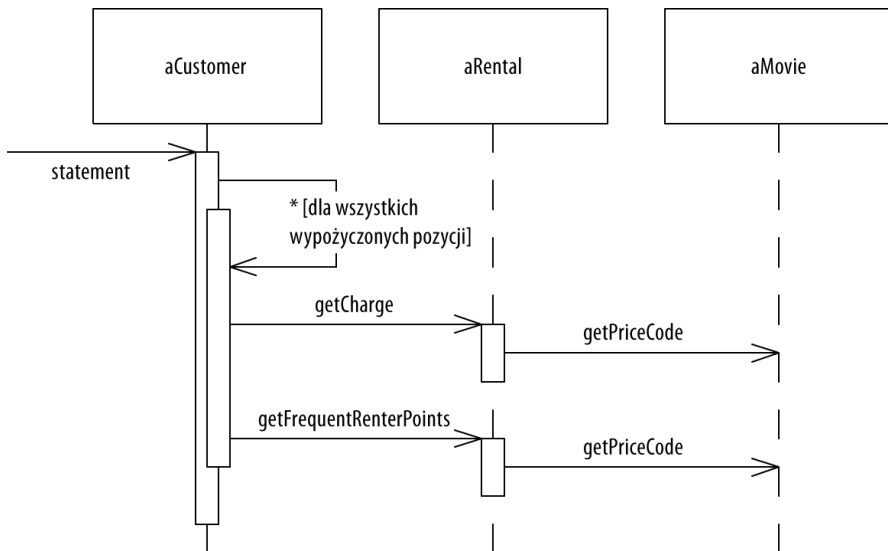 aCustomer
aRental
aMovie
statement
* [dla wszystkich
wypożyczonych pozycji]
getCharge
getPriceCode
getFrequentRenterPoints
getPriceCode